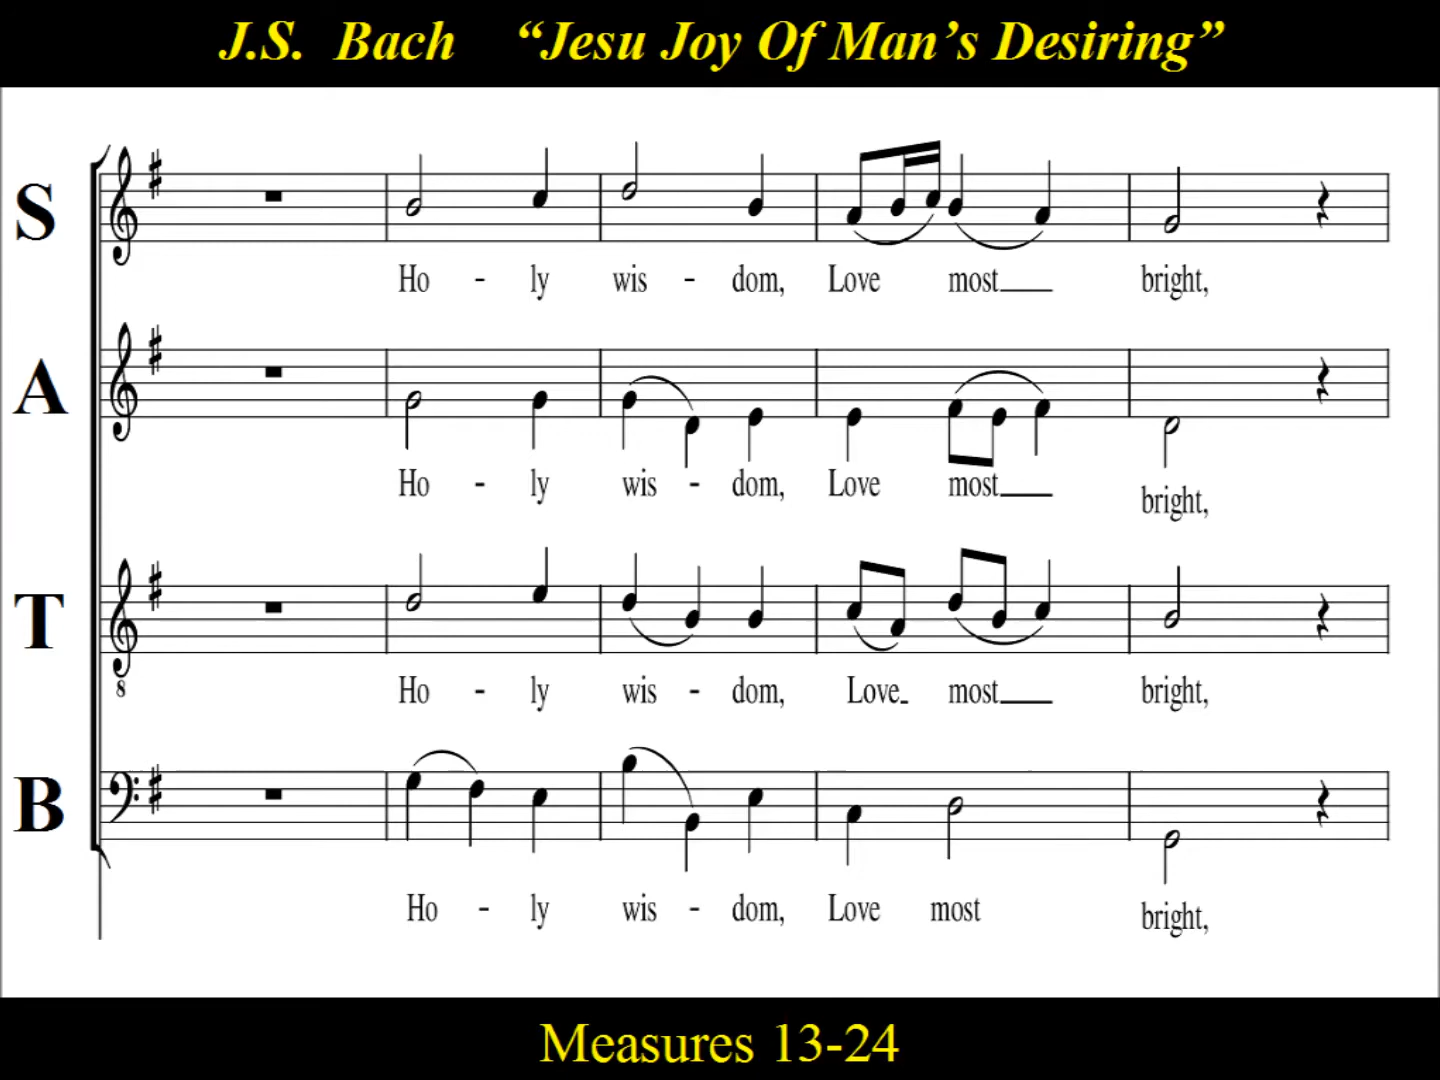 J.S. Bach “Jesu Joy Of Man’s Desiring”
S
Ho - ly wis - dom, Love most bright,
A
Ho - ly wis - dom, Love most bright,
T
8
Ho - ly wis - dom, Love most bright,
B
Ho - ly wis - dom, Love most bright,
Measures 13-24